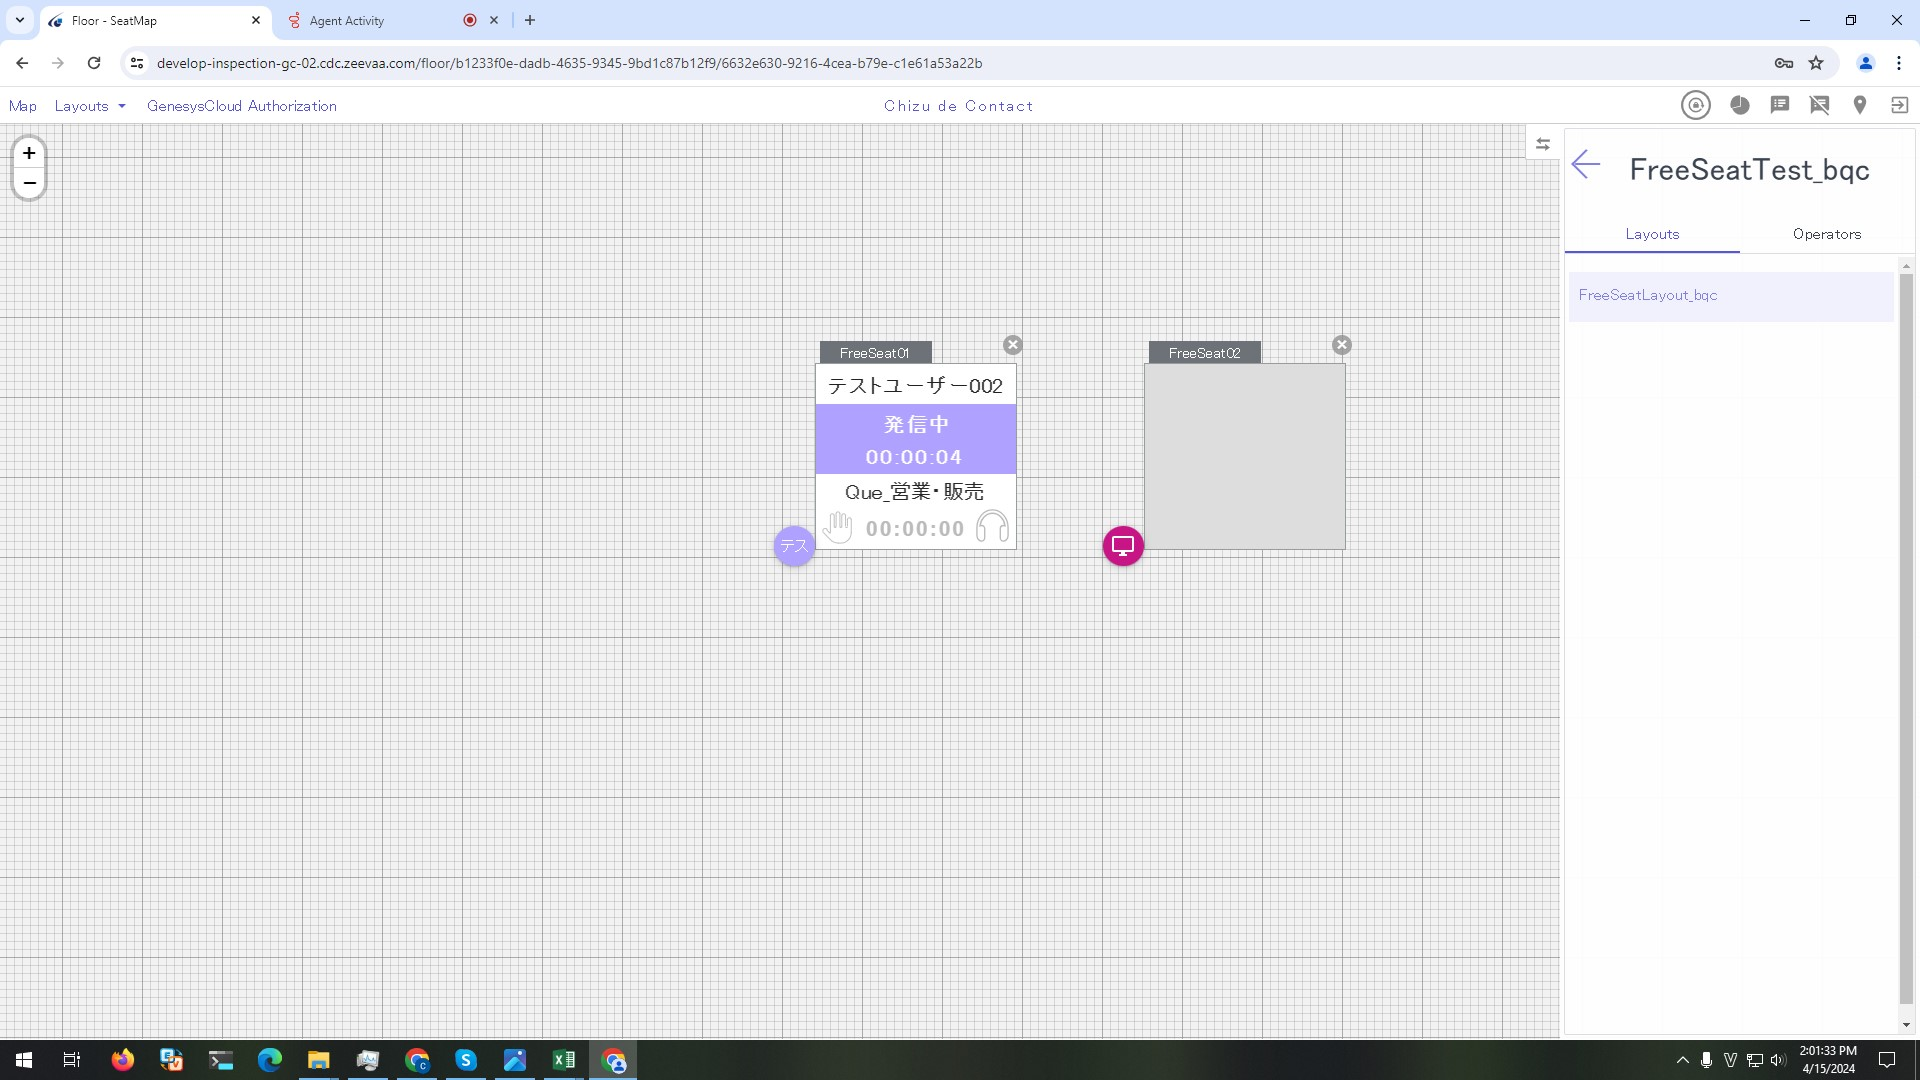 Floor - SeatMap
Agent Activity
develop-inspection-gc-02.cdc.zeevaa.com/floor/b1233f0e-dadb-4635-9345-9bd1c87b12f9/6632e630-9216-4cea-b79e-c1e61a53a22b
Map
Layouts
GenesysCloud Authorization
Chizu de Contact
+
−
FreeSeatTest_bqc
Layouts
Operators
FreeSeatLayout_bqc
FreeSeat01
テストユーザー002
発信中
00:00:04
Que_営業・販売
00:00:00
テス
FreeSeat02
2:01:33 PM
4/15/2024